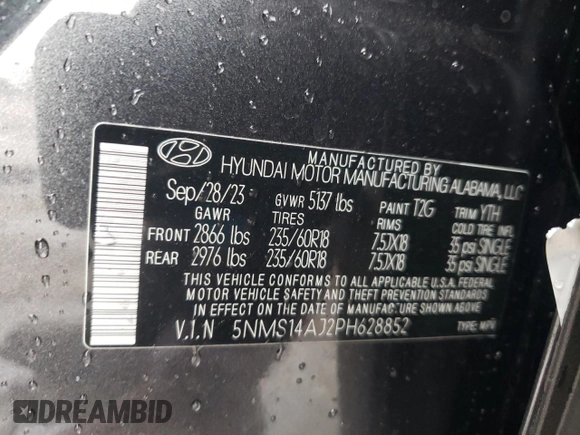 MANUFACTURED BY
HYUNDAI MOTOR MANUFACTURING ALABAMA, LLC
Sep/28/23 GVWR 5137 lbs PAINT T2G TRIM YTH
GAWR TIRES RIMS COLD TIRE INFL
FRONT 2866 lbs 235/60R18 7.5JX18 35 psi SINGLE
REAR 2976 lbs 235/60R18 7.5JX18 35 psi SINGLE
THIS VEHICLE CONFORMS TO ALL APPLICABLE U.S.A. FEDERAL
MOTOR VEHICLE SAFETY AND THEFT PREVENTION STANDARDS
IN EFFECT ON THE DATE OF MANUFACTURE SHOWN ABOVE
V.I.N 5NMS14AJ2PH628852 TYPE: MPV
DREAMBID